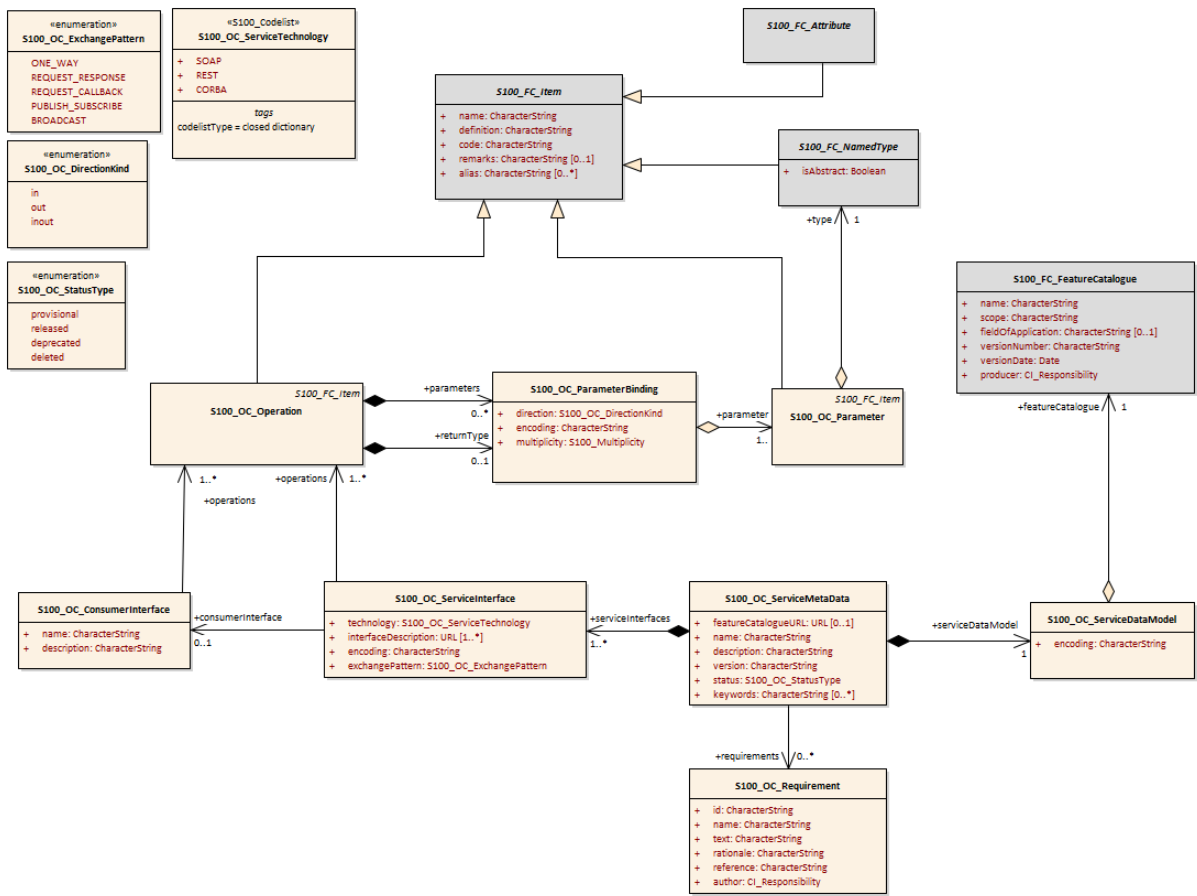 «enumeration»
S100_OC_ExchangePattern
ONE_WAY
REQUEST_RESPONSE
REQUEST_CALLBACK
PUBLISH_SUBSCRIBE
BROADCAST
«S100_Codelist»
S100_OC_ServiceTechnology
+ SOAP
+ REST
+ CORBA
tags
codelistType = closed dictionary
S100_FC_Attribute
S100_FC_Item
+ name: CharacterString
+ definition: CharacterString
+ code: CharacterString
+ remarks: CharacterString [0..1]
+ alias: CharacterString [0..*]
S100_FC_NamedType
+ isAbstract: Boolean
«enumeration»
S100_OC_DirectionKind
in
out
inout
+type 1
«enumeration»
S100_OC_StatusType
provisional
released
deprecated
deleted
S100_FC_FeatureCatalogue
+ name: CharacterString
+ scope: CharacterString
+ fieldOfApplication: CharacterString [0..1]
+ versionNumber: CharacterString
+ versionDate: Date
+ producer: CI_Responsibility
+featureCatalogue 1
S100_FC_Item
S100_OC_Operation
+parameters
0..*
+returnType
0..1
S100_OC_ParameterBinding
+ direction: S100_OC_DirectionKind
+ encoding: CharacterString
+ multiplicity: S100_Multiplicity
+parameter
1..
S100_FC_Item
S100_OC_Parameter
1..*
+operations
+operations 1..*
S100_OC_ConsumerInterface
+ name: CharacterString
+ description: CharacterString
+consumerInterface
0..1
S100_OC_ServiceInterface
+ technology: S100_OC_ServiceTechnology
+ interfaceDescription: URL [1..*]
+ encoding: CharacterString
+ exchangePattern: S100_OC_ExchangePattern
+serviceInterfaces
1..*
S100_OC_ServiceMetaData
+ featureCatalogueURL: URL [0..1]
+ name: CharacterString
+ description: CharacterString
+ version: CharacterString
+ status: S100_OC_StatusType
+ keywords: CharacterString [0..*]
+serviceDataModel
1
S100_OC_ServiceDataModel
+ encoding: CharacterString
+requirements 0..*
S100_OC_Requirement
+ id: CharacterString
+ name: CharacterString
+ text: CharacterString
+ rationale: CharacterString
+ reference: CharacterString
+ author: CI_Responsibility